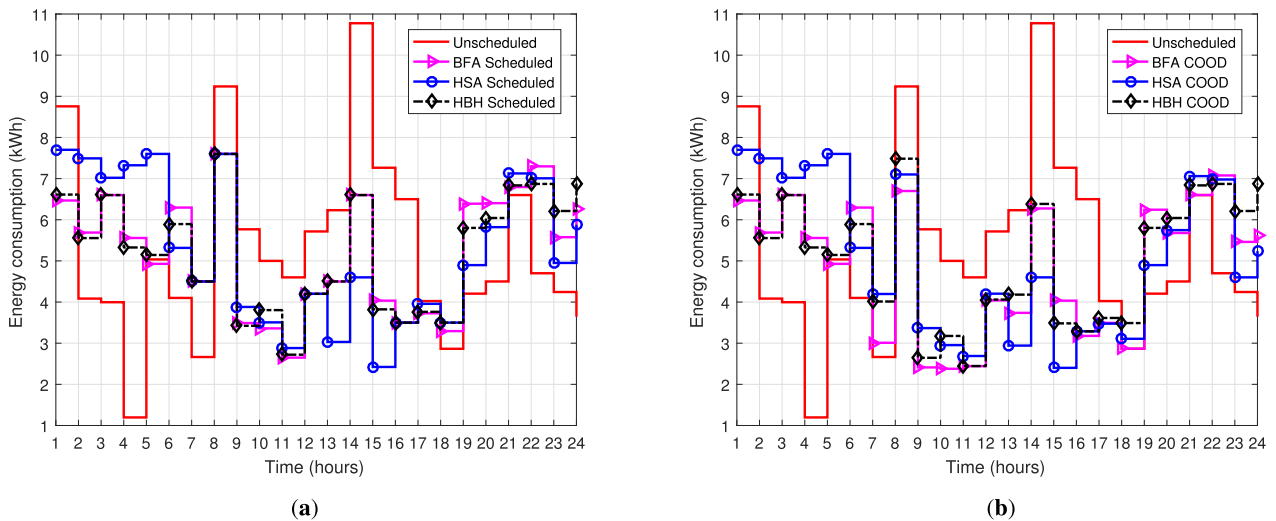 11
10
9
8
7
6
5
4
3
2
1
Energy consumption (kWh)
Unscheduled
BFA Scheduled
HSA Scheduled
HBH Scheduled
1 2 3 4 5 6 7 8 9 10 11 12 13 14 15 16 17 18 19 20 21 22 23 24
Time (hours)
(a)
11
10
9
8
7
6
5
4
3
2
1
Energy consumption (kWh)
Unscheduled
BFA COOD
HSA COOD
HBH COOD
1 2 3 4 5 6 7 8 9 10 11 12 13 14 15 16 17 18 19 20 21 22 23 24
Time (hours)
(b)